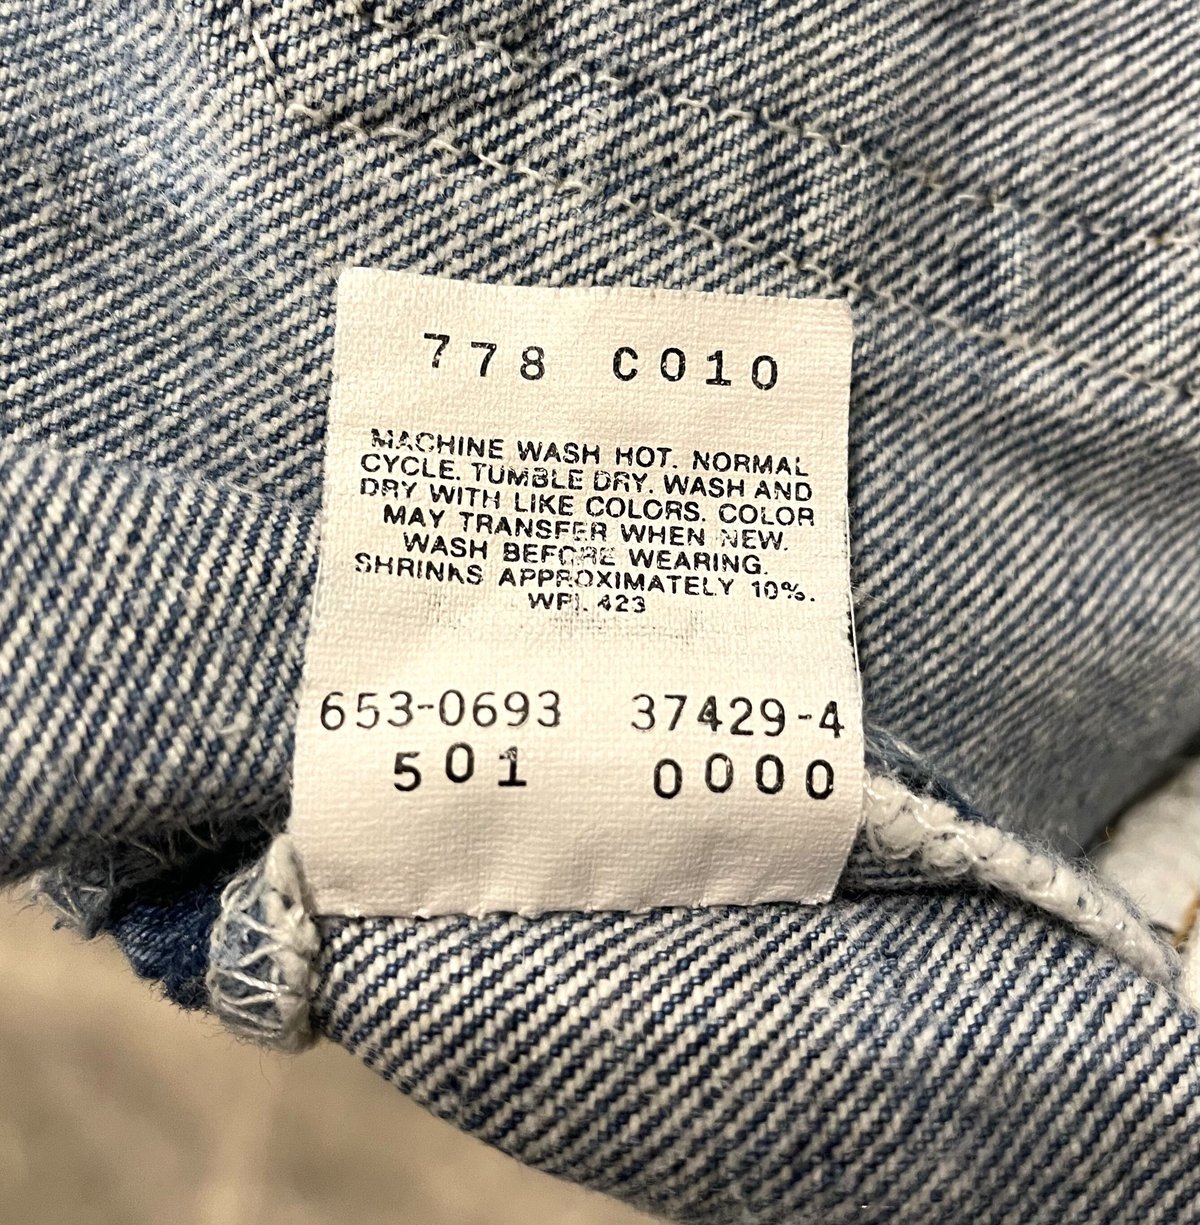 778 C010
MACHINE WASH HOT. NORMAL
CYCLE. TUMBLE DRY. WASH AND
DRY WITH LIKE COLORS. COLOR
MAY TRANSFER WHEN NEW.
WASH BEFORE WEARING.
SHRINKS APPROXIMATELY 10%.
WPL 423
653-0693 37429-4
501 0000